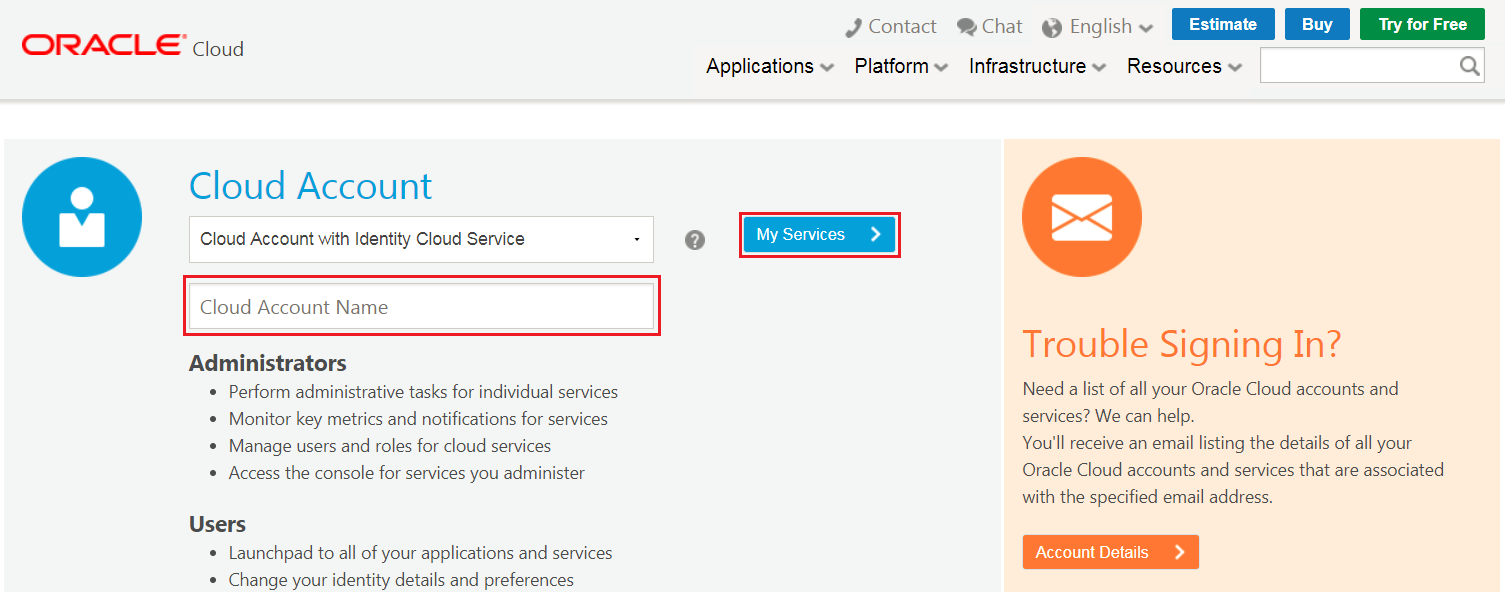 ORACLE Cloud
Contact Chat English Estimate Buy Try for Free
Applications Platform Infrastructure Resources
Cloud Account
Cloud Account with Identity Cloud Service
?
My Services
Cloud Account Name
Administrators
• Perform administrative tasks for individual services
• Monitor key metrics and notifications for services
• Manage users and roles for cloud services
• Access the console for services you administer
Users
• Launchpad to all of your applications and services
• Change your identity details and preferences
Trouble Signing In?
Need a list of all your Oracle Cloud accounts and
services? We can help.
You'll receive an email listing the details of all your
Oracle Cloud accounts and services that are associated
with the specified email address.
Account Details